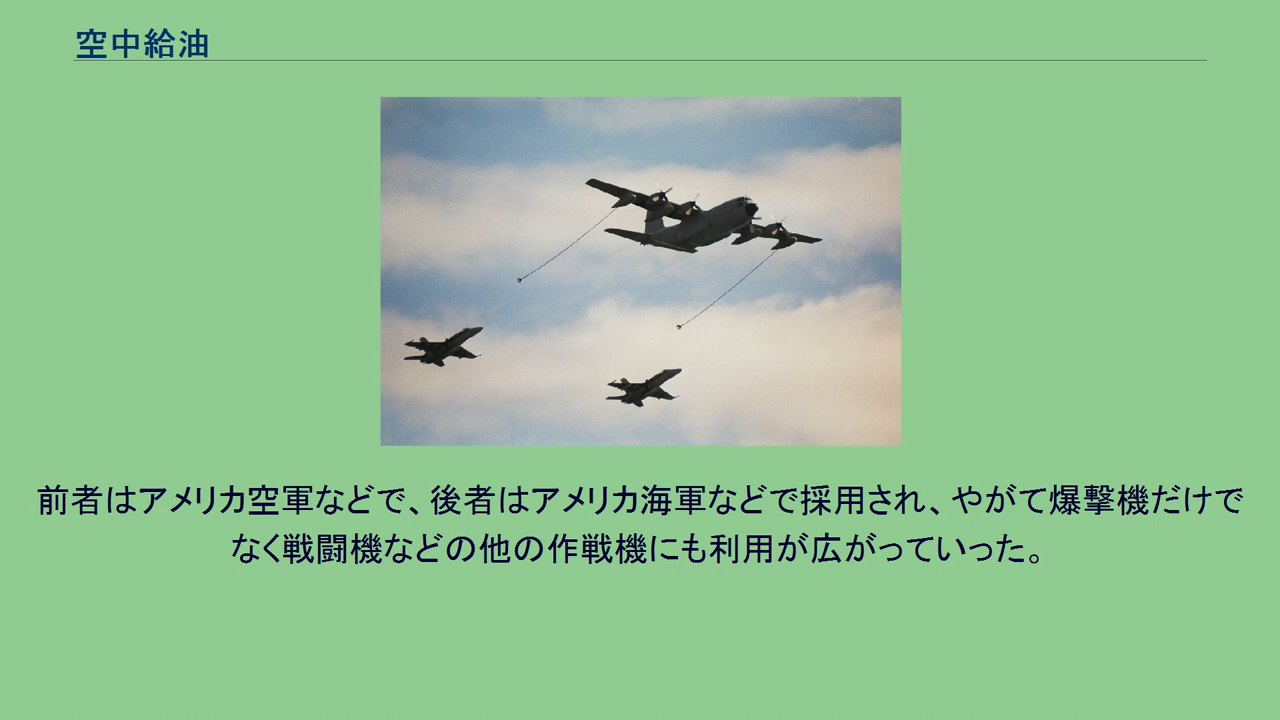 空中給油
前者はアメリカ空軍などで、後者はアメリカ海軍などで採用され、やがて爆撃機だけで
なく戦闘機などの他の作戦機にも利用が広がっていった。